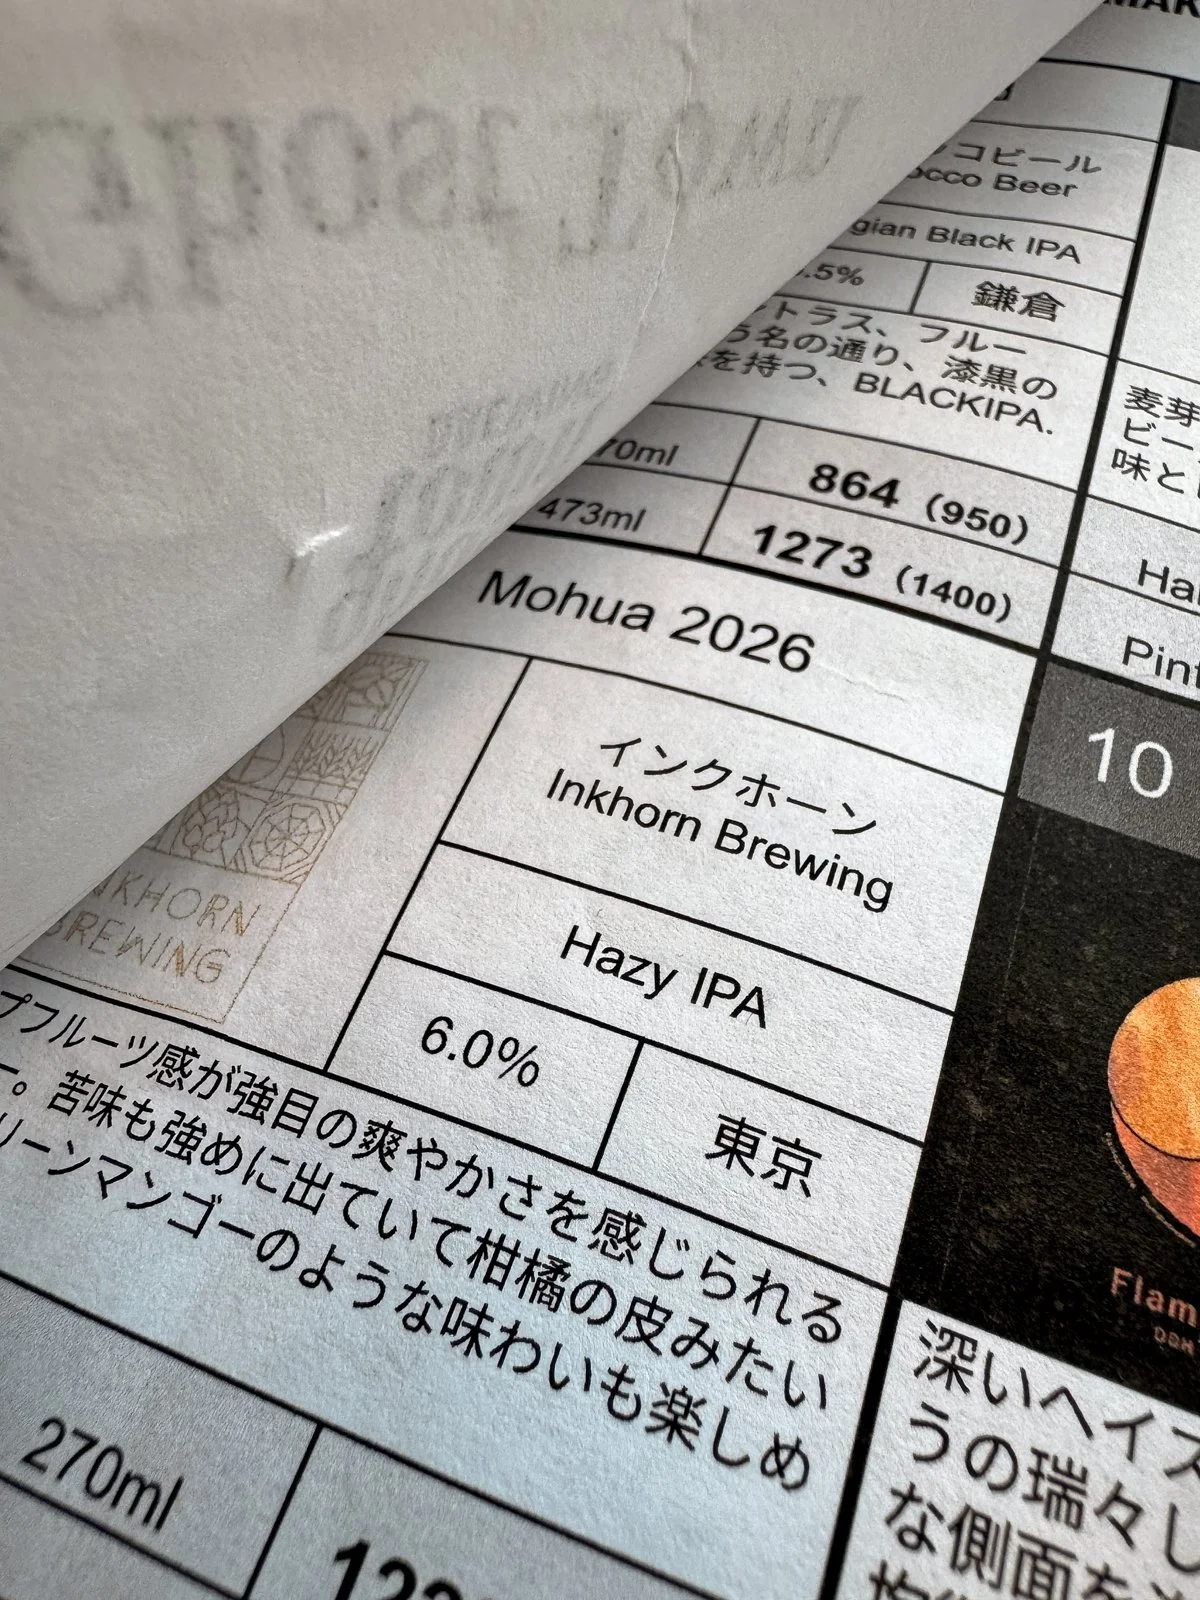 コビール
occo Beer
gian Black IPA
.5%
鎌倉
トラス、フルー
う名の通り、漆黒の
を持つ、BLACKIPA.
70ml
864（950）
473ml
1273（1400）
Mohua 2026
インクホーン
Inkhorn Brewing
Hazy IPA
6.0%
東京
INKHORN
BREWING
プフルーツ感が強目の爽やかさを感じられる
ー。苦味も強めに出ていて柑橘の皮みたい
リーンマンゴーのような味わいも楽しめ
270ml
麦芽
ビー
味と
Ha
Pint
10
Flam
DDH
深いヘイズ
うの瑞々し
な側面を